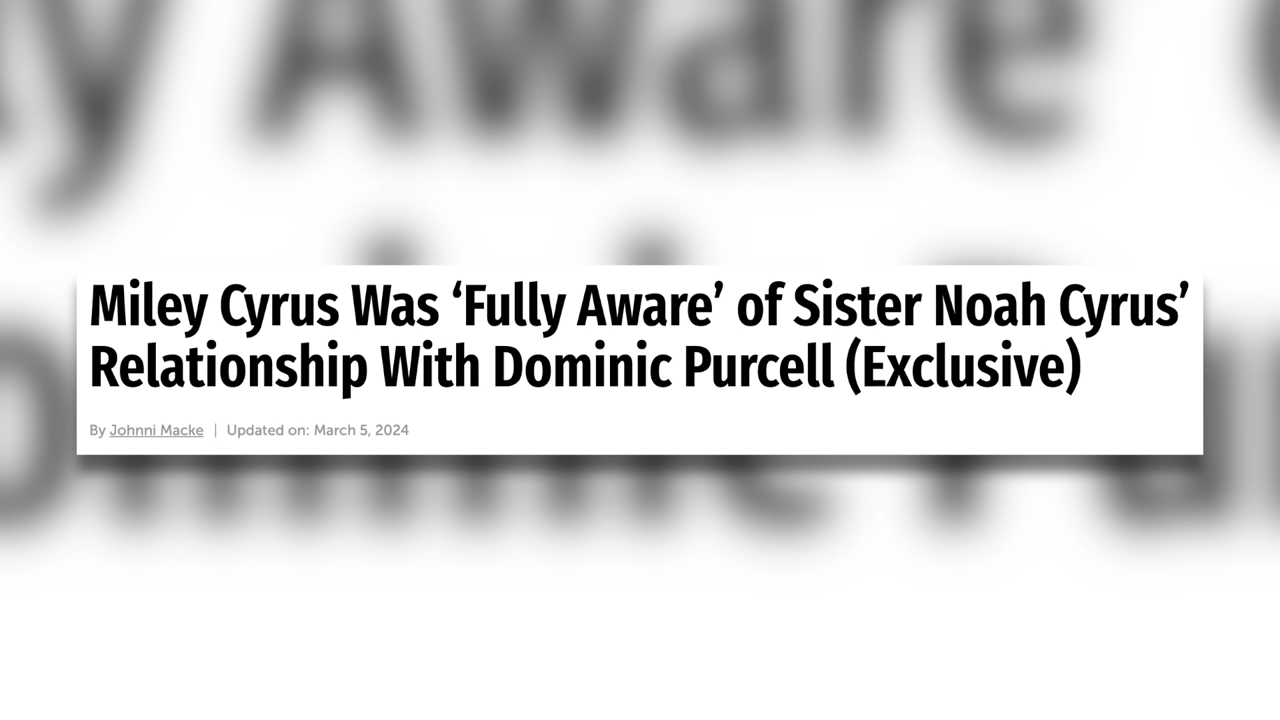 Miley Cyrus Was ‘Fully Aware’ of Sister Noah Cyrus’
Relationship With Dominic Purcell (Exclusive)
By Johnni Macke | Updated on: March 5, 2024